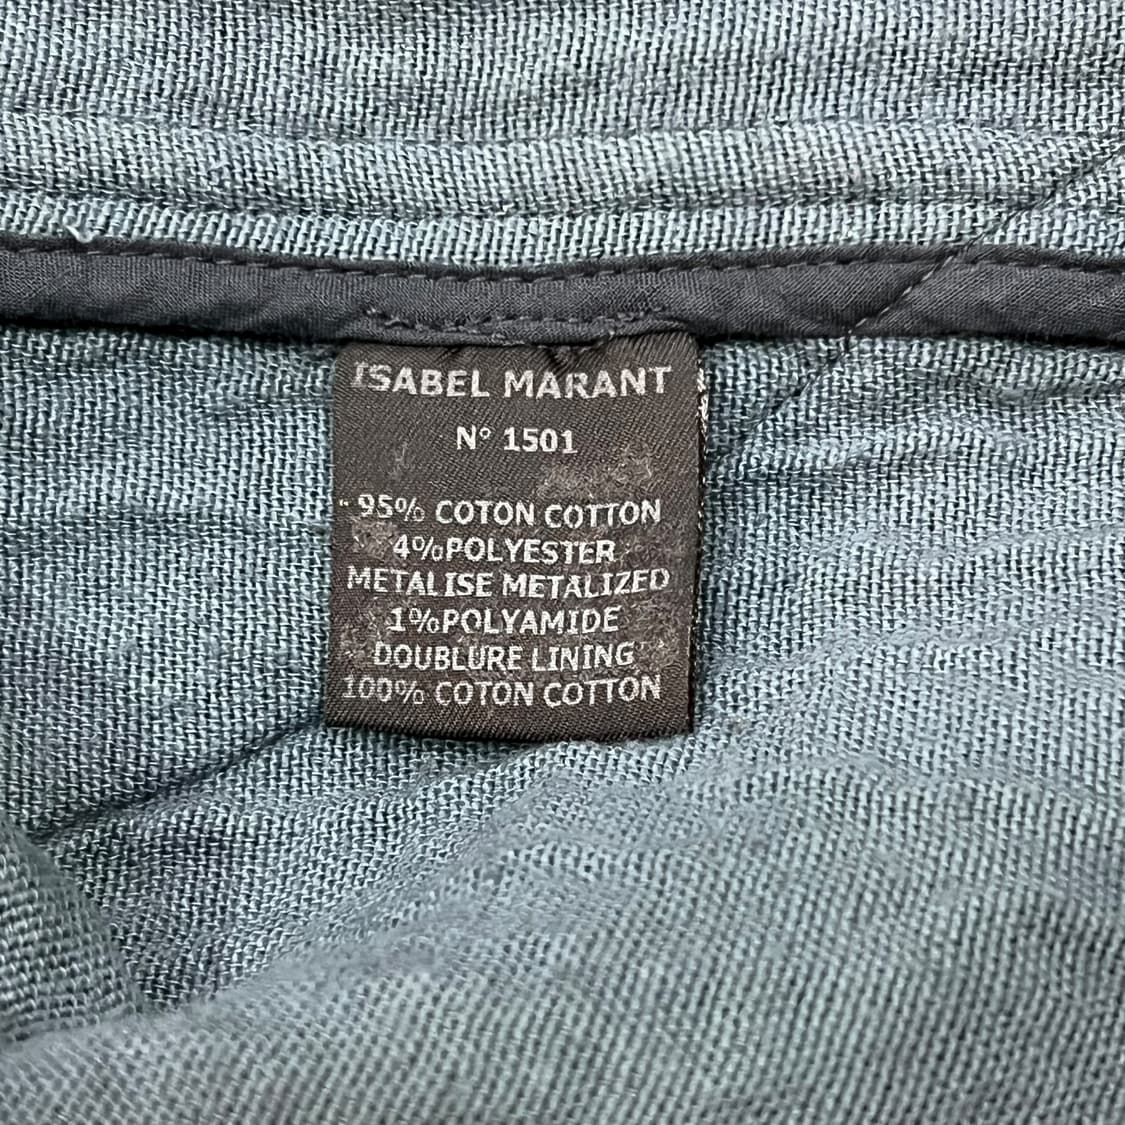 ISABEL MARANT
N° 1501
95% COTON COTTON
4%POLYESTER
METALISE METALIZED
1%POLYAMIDE
DOUBLURE LINING
100% COTON COTTON